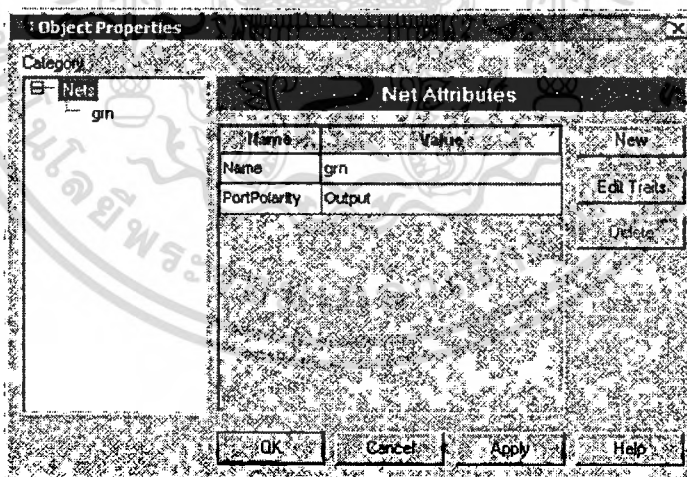 Object Properties
Category
Nets
grn
Net Attributes
Name Value
Name grn
PortPolarity Output
New
Edit Traits
Delete
OK Cancel Apply Help